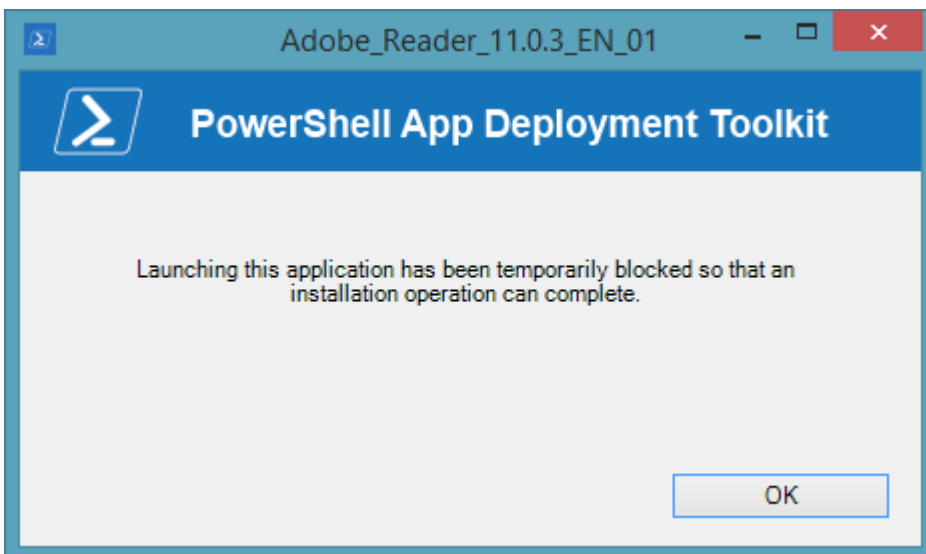 Adobe_Reader_11.0.3_EN_01
PowerShell App Deployment Toolkit
Launching this application has been temporarily blocked so that an
installation operation can complete.
OK